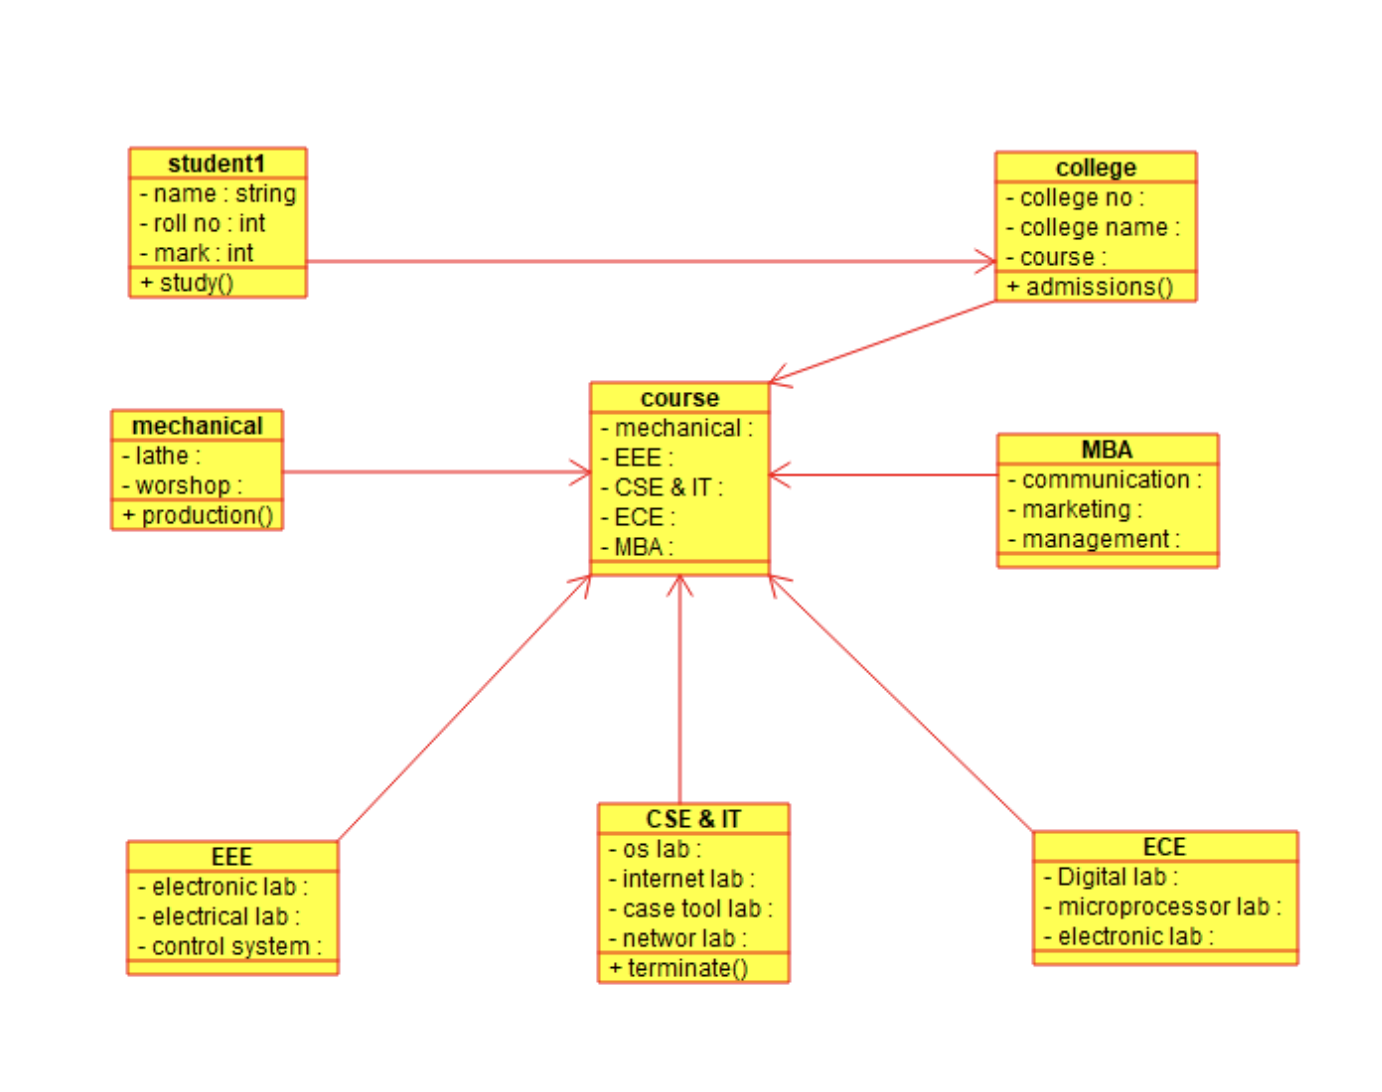 student1
- name : string
- roll no : int
- mark : int
+ study()
college
- college no :
- college name :
- course :
+ admissions()
mechanical
- lathe :
- worshop :
+ production()
course
- mechanical :
- EEE :
- CSE & IT :
- ECE :
- MBA :
MBA
- communication :
- marketing :
- management :
EEE
- electronic lab :
- electrical lab :
- control system :
CSE & IT
- os lab :
- internet lab :
- case tool lab :
- networ lab :
+ terminate()
ECE
- Digital lab :
- microprocessor lab :
- electronic lab :